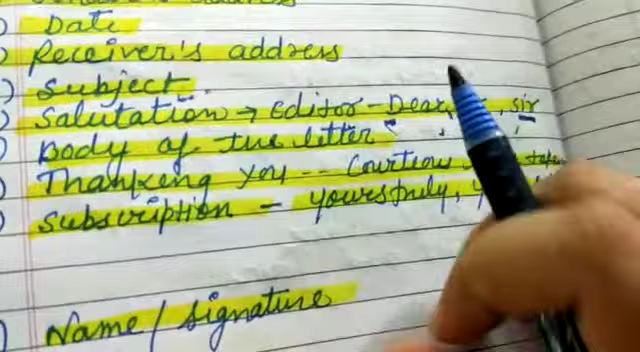 Date
Receiver's address
Subject
Salutation → Editor - Dear, sir
Body of the letter
Thanking you -- Courteou
Subscription - yours truly, y
Name / signature